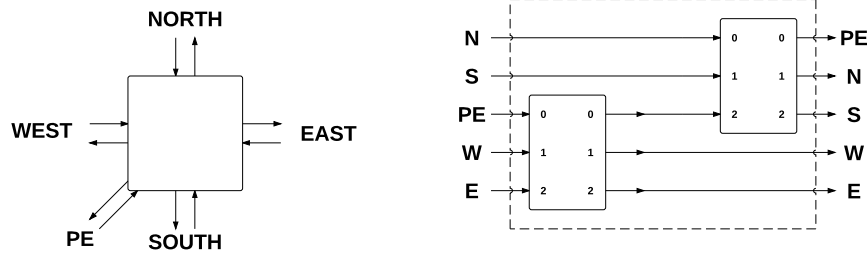 NORTH
WEST
EAST
PE
SOUTH
N 0 0 PE
S 1 1 N
PE 0 0 2 2 S
W 1 1 W
E 2 2 E